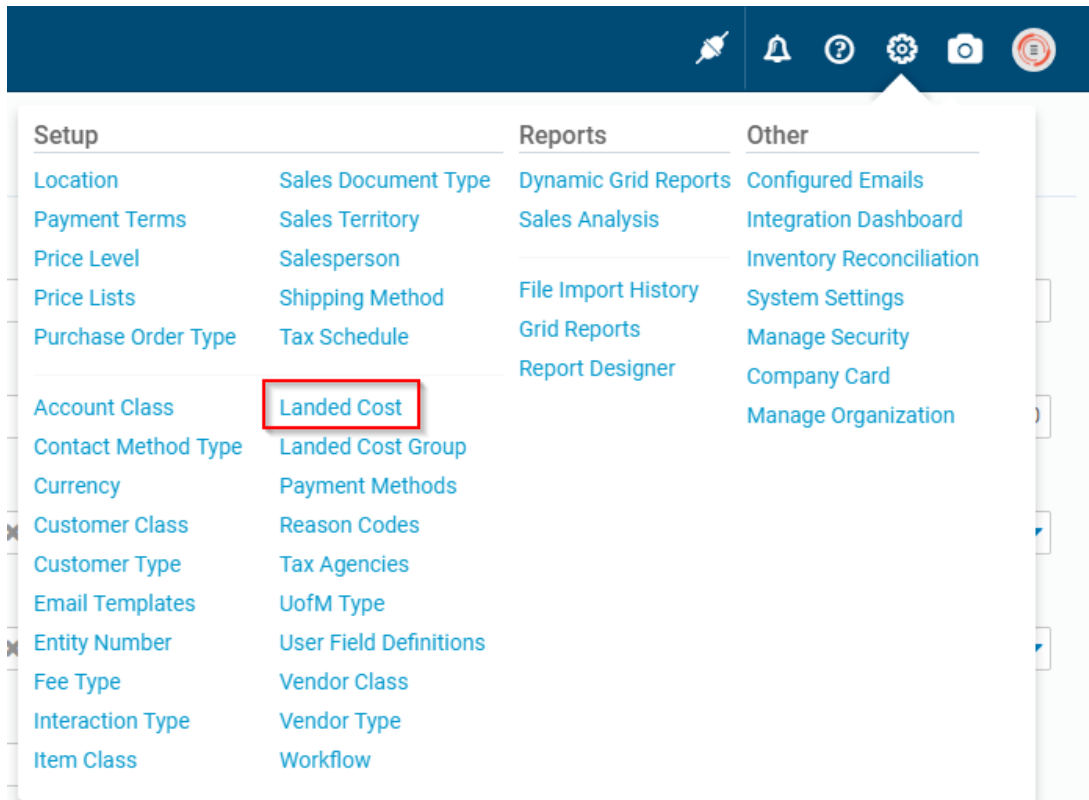 Setup
Location
Payment Terms
Price Level
Price Lists
Purchase Order Type
Sales Document Type
Sales Territory
Salesperson
Shipping Method
Tax Schedule
Account Class
Contact Method Type
Currency
Customer Class
Customer Type
Email Templates
Entity Number
Fee Type
Interaction Type
Item Class
Landed Cost
Landed Cost Group
Payment Methods
Reason Codes
Tax Agencies
UofM Type
User Field Definitions
Vendor Class
Vendor Type
Workflow
Reports
Dynamic Grid Reports
Sales Analysis
File Import History
Grid Reports
Report Designer
Other
Configured Emails
Integration Dashboard
Inventory Reconciliation
System Settings
Manage Security
Company Card
Manage Organization